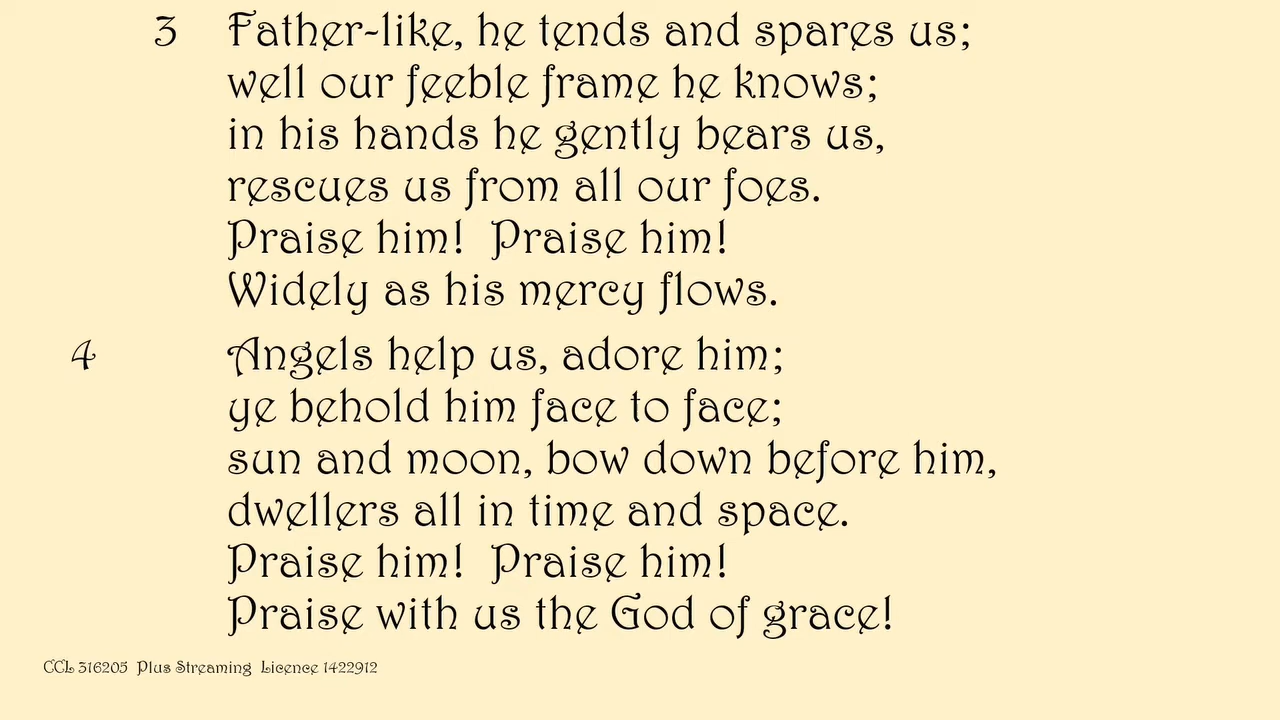 3 Father-like, he tends and spares us;
well our feeble frame he knows;
in his hands he gently bears us,
rescues us from all our foes.
Praise him! Praise him!
Widely as his mercy flows.
4 Angels help us, adore him;
ye behold him face to face;
sun and moon, bow down before him,
dwellers all in time and space.
Praise him! Praise him!
Praise with us the God of grace!
CCL 316205 Plus Streaming Licence 1422912